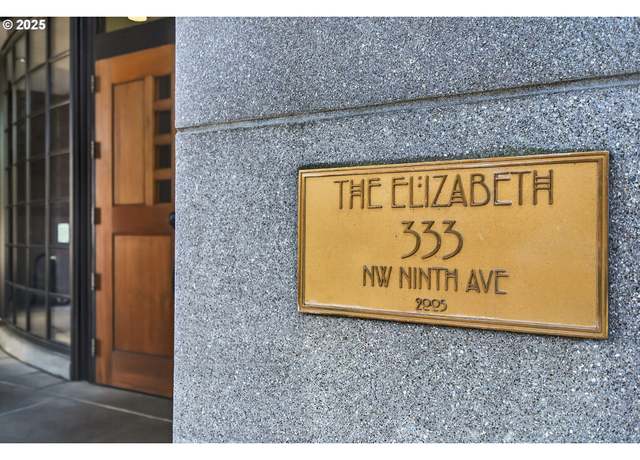 © 2025
THE ELIZABETH
333
NW NINTH AVE
2005